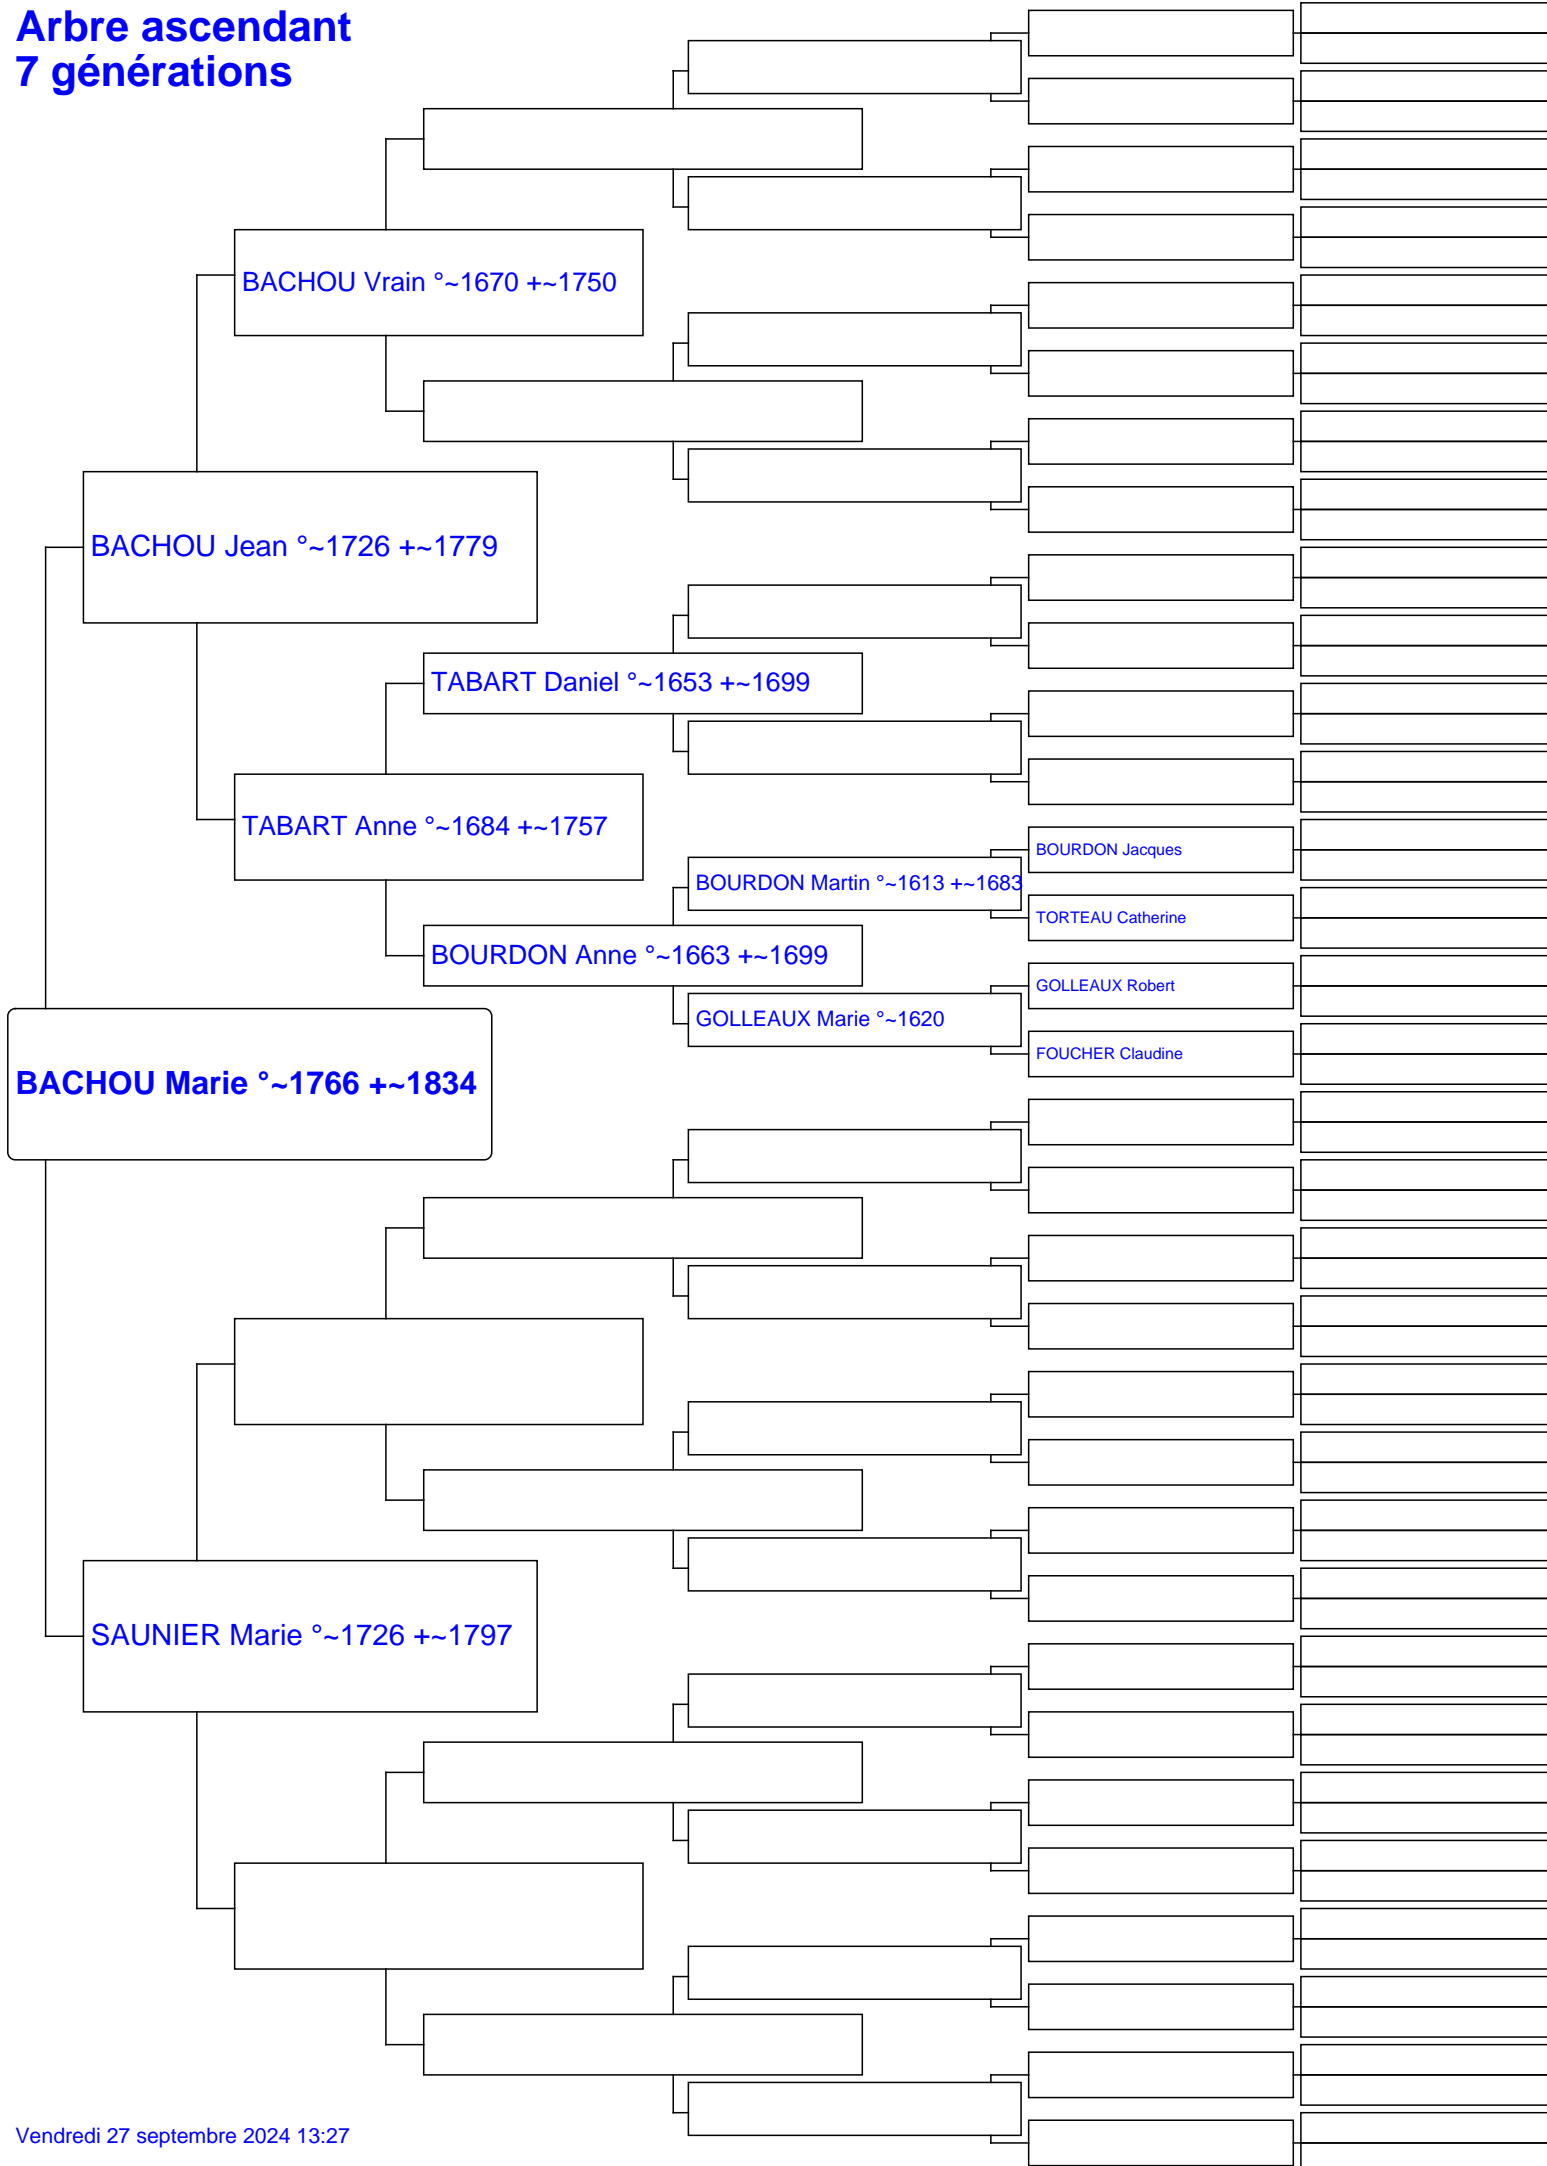 Arbre ascendant
7 générations
BACHOU Vrain °~1670 +~1750
BACHOU Jean °~1726 +~1779
TABART Daniel °~1653 +~1699
TABART Anne °~1684 +~1757
BOURDON Jacques
BOURDON Martin °~1613 +~1683
TORTEAU Catherine
BOURDON Anne °~1663 +~1699
GOLLEAUX Robert
GOLLEAUX Marie °~1620
FOUCHER Claudine
BACHOU Marie °~1766 +~1834
SAUNIER Marie °~1726 +~1797
Vendredi 27 septembre 2024 13:27